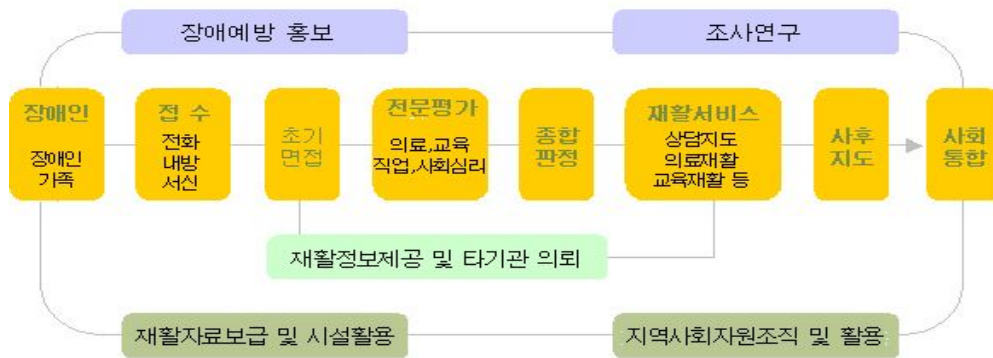 장애예방 홍보
조사연구
장애인
장애인
가족
접 수
전화
내방
서신
초기
면접
전문평가
의료,교육
직업,사회심리
종합
판정
재활서비스
상담지도
의료재활
교육재활 등
사후
지도
사회
통합
재활정보제공 및 타기관 의뢰
재활자료보급 및 시설활용
지역사회자원조직 및 활용